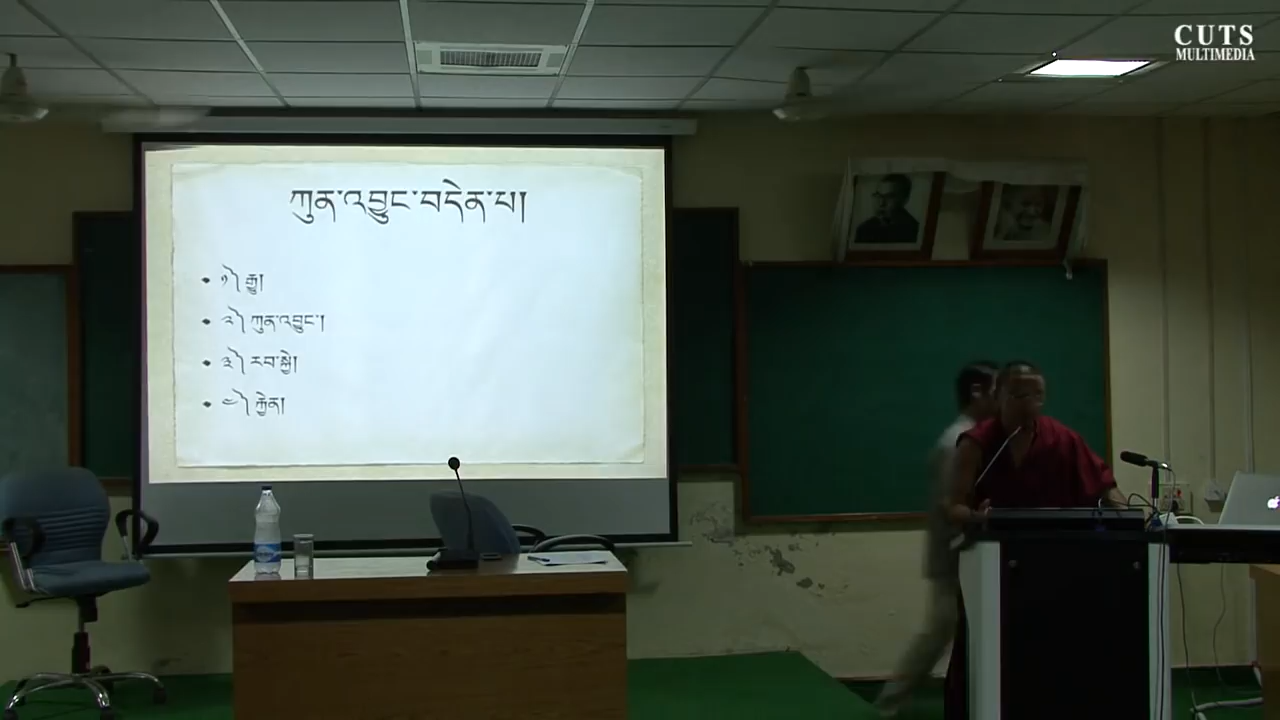 CUTS
MULTIMEDIA
ཀུན་འབྱུང་བདེན་པ།
• ༡༽ རྒྱུ།
• ༢༽ ཀུན་འབྱུང་།
• ༣༽ རབ་སྐྱེ།
• ༤༽ རྐྱེན།